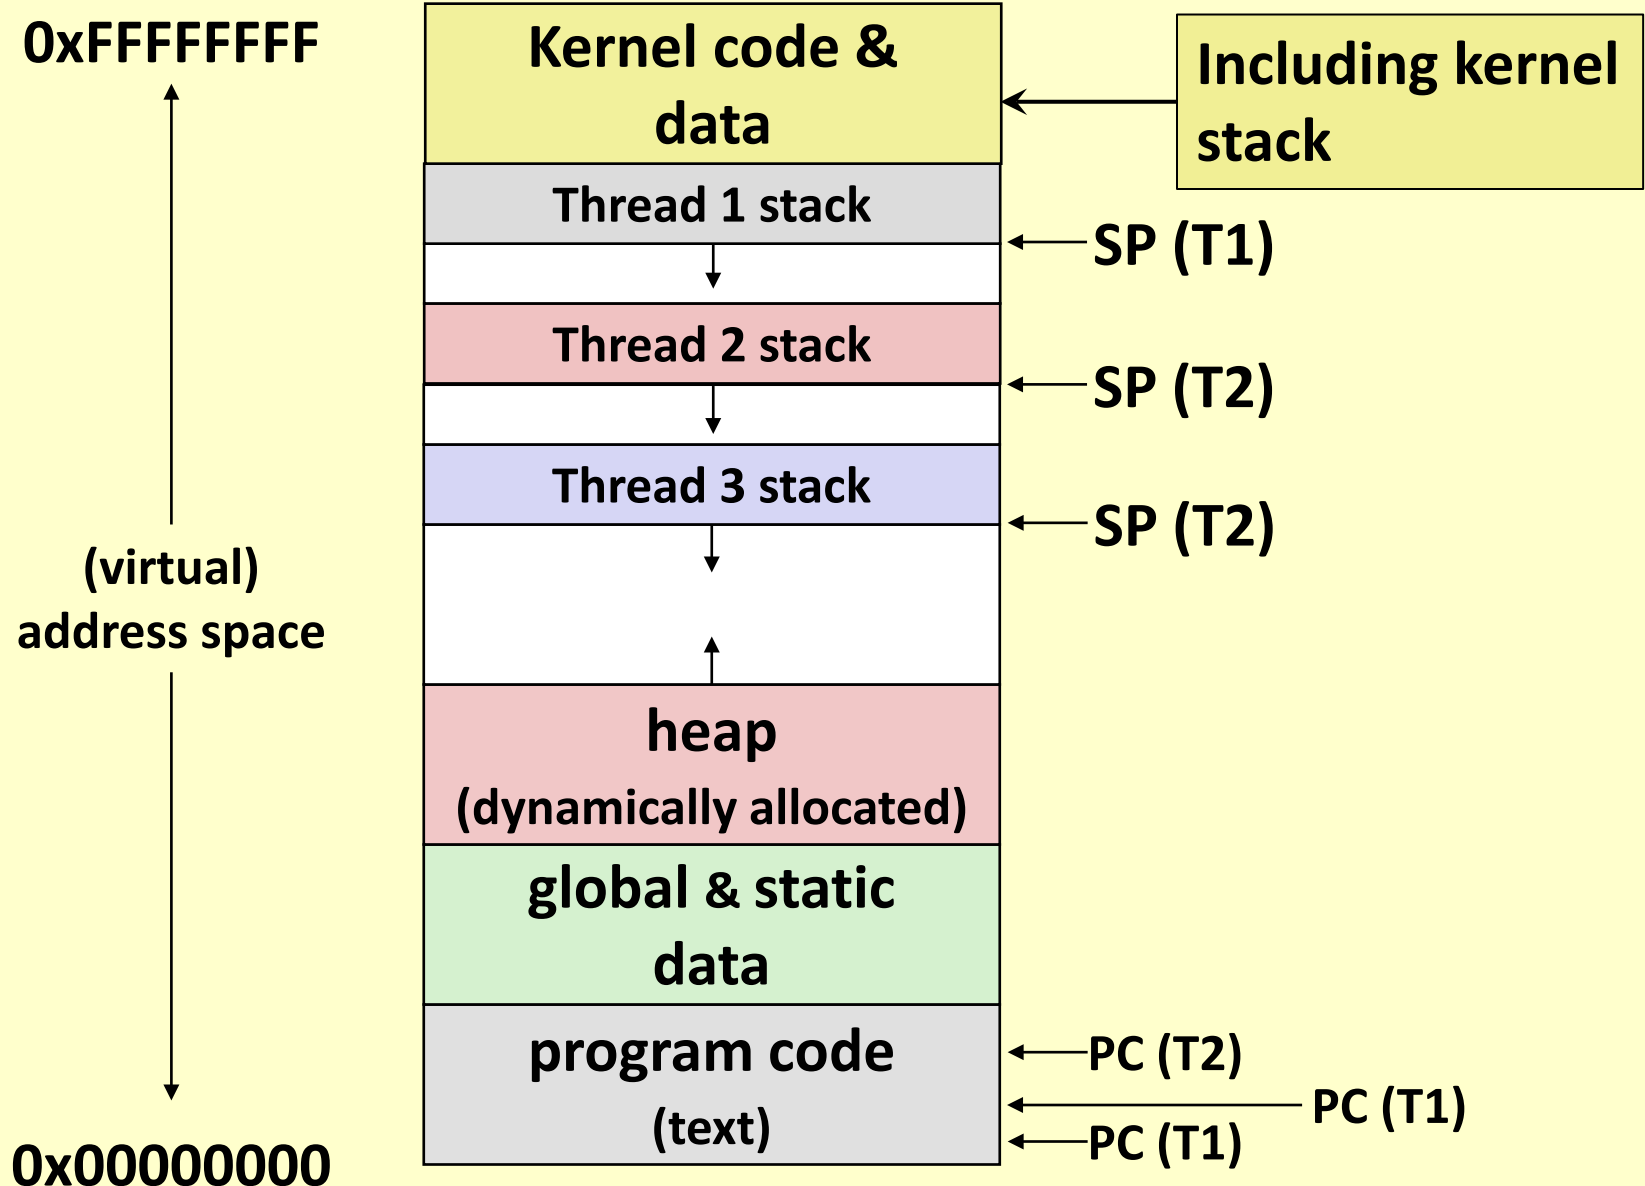 0xFFFFFFFF
Kernel code &
data
Including kernel
stack
Thread 1 stack
SP (T1)
Thread 2 stack
SP (T2)
Thread 3 stack
SP (T2)
(virtual)
address space
heap
(dynamically allocated)
global & static
data
program code
(text)
PC (T2)
PC (T1)
PC (T1)
0x00000000